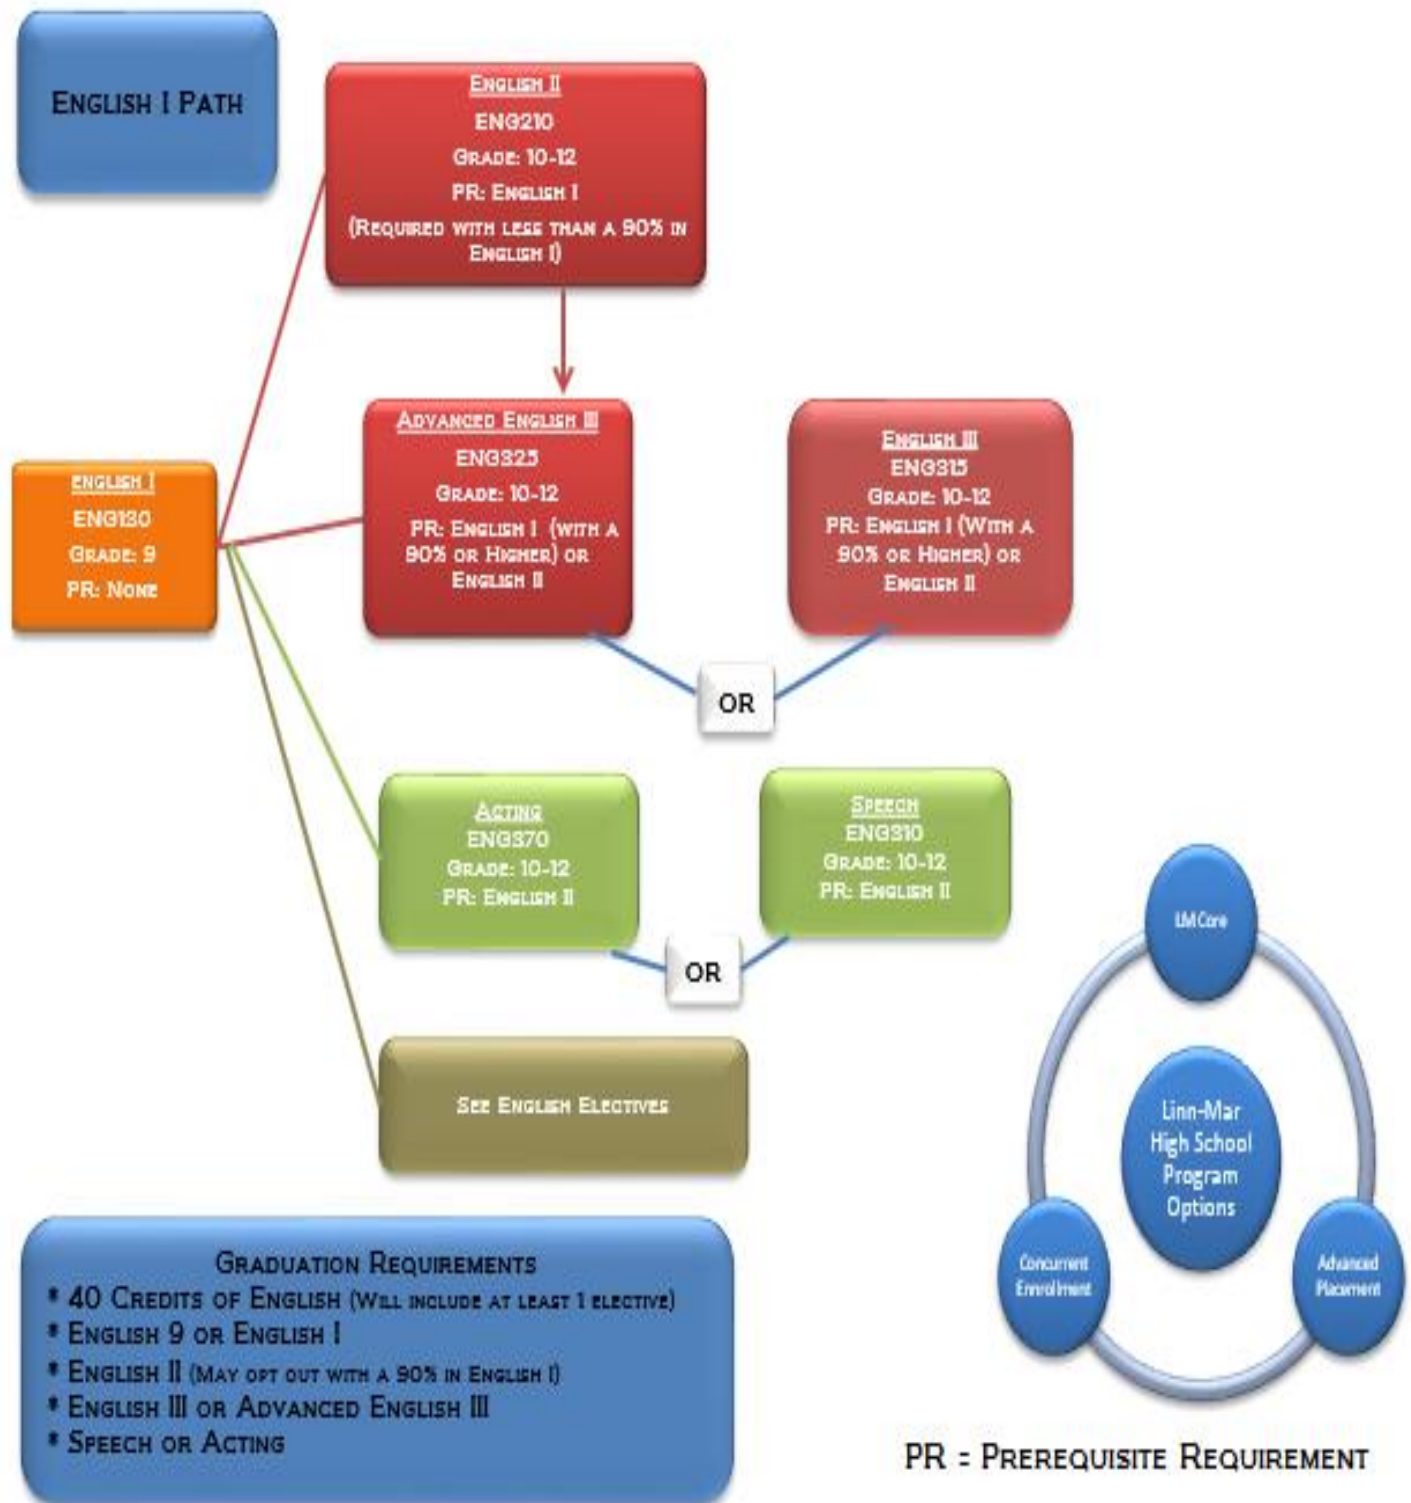 ENGLISH I PATH
ENGLISH II
ENG210
GRADE: 10-12
PR: ENGLISH I
(REQUIRED WITH LESS THAN A 90% IN
ENGLISH I)
ADVANCED ENGLISH III
ENG325
GRADE: 10-12
PR: ENGLISH I (WITH A
90% OR HIGHER) OR
ENGLISH II
ENGLISH III
ENG315
GRADE: 10-12
PR: ENGLISH I (WITH A
90% OR HIGHER) OR
ENGLISH II
ENGLISH I
ENG130
GRADE: 9
PR: NONE
OR
ACTING
ENG370
GRADE: 10-12
PR: ENGLISH II
SPEECH
ENG310
GRADE: 10-12
PR: ENGLISH II
OR
SEE ENGLISH ELECTIVES
LM Core
Linn-Mar
High School
Program
Options
Concurrent
Ennrollment
Advanced
Placement
GRADUATION REQUIREMENTS
* 40 CREDITS OF ENGLISH (WILL INCLUDE AT LEAST 1 ELECTIVE)
* ENGLISH 9 OR ENGLISH I
* ENGLISH II (MAY OPT OUT WITH A 90% IN ENGLISH I)
* ENGLISH III OR ADVANCED ENGLISH III
* SPEECH OR ACTING
PR = PREREQUISITE REQUIREMENT